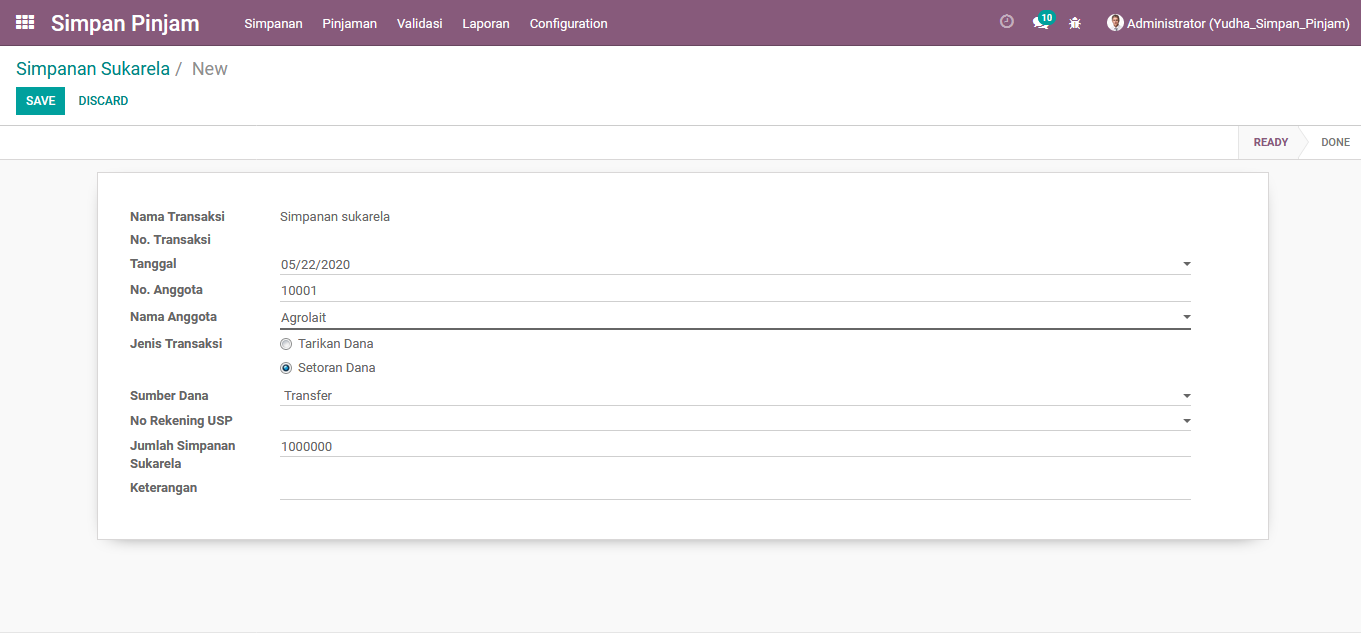 Simpan Pinjam Simpanan Pinjaman Validasi Laporan Configuration 10 Administrator (Yudha_Simpan_Pinjam)
Simpanan Sukarela / New
SAVE DISCARD
READY DONE
Nama Transaksi Simpanan sukarela
No. Transaksi
Tanggal 05/22/2020
No. Anggota 10001
Nama Anggota Agrolait
Jenis Transaksi Tarikan Dana
Setoran Dana
Sumber Dana Transfer
No Rekening USP
Jumlah Simpanan 1000000
Sukarela
Keterangan